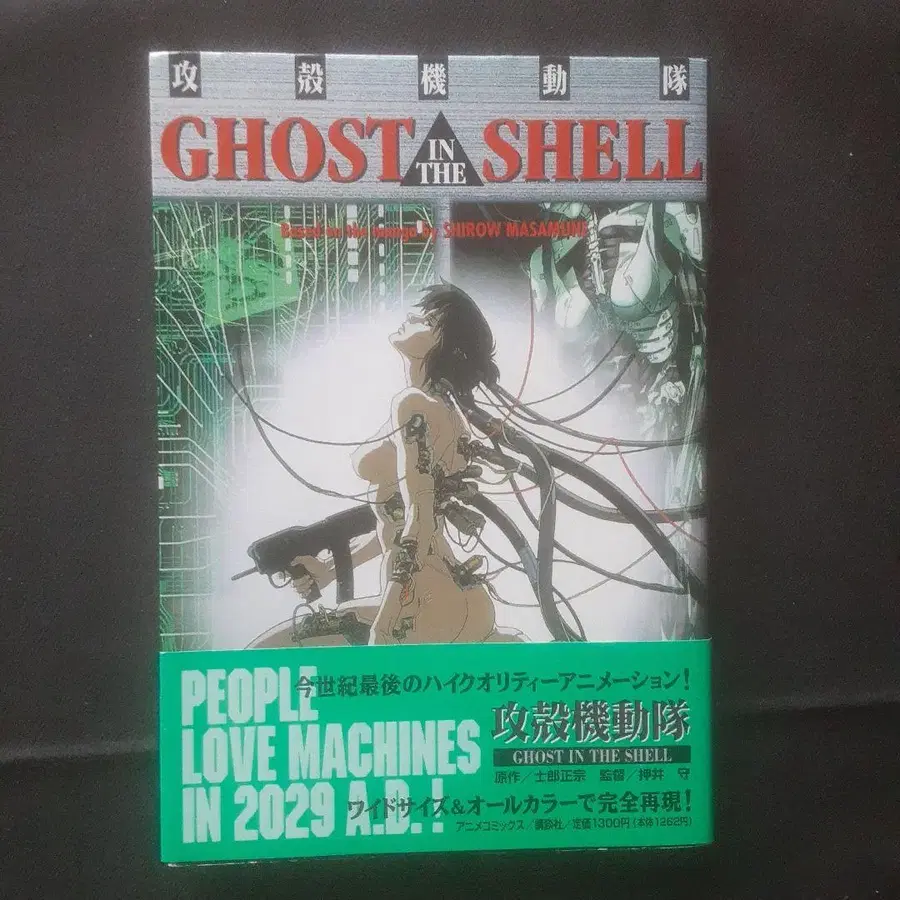 攻殻機動隊
GHOST IN THE SHELL
Based on the manga by SHIROW MASAMUNE
PEOPLE
LOVE MACHINES
IN 2029 A.D.!
今世紀最後のハイクオリティーアニメーション!
攻殻機動隊
GHOST IN THE SHELL
原作/士郎正宗 監督/押井 守
ワイドサイズ&オールカラーで完全再現!
アニメコミックス/講談社/定価1300円(本体1262円)